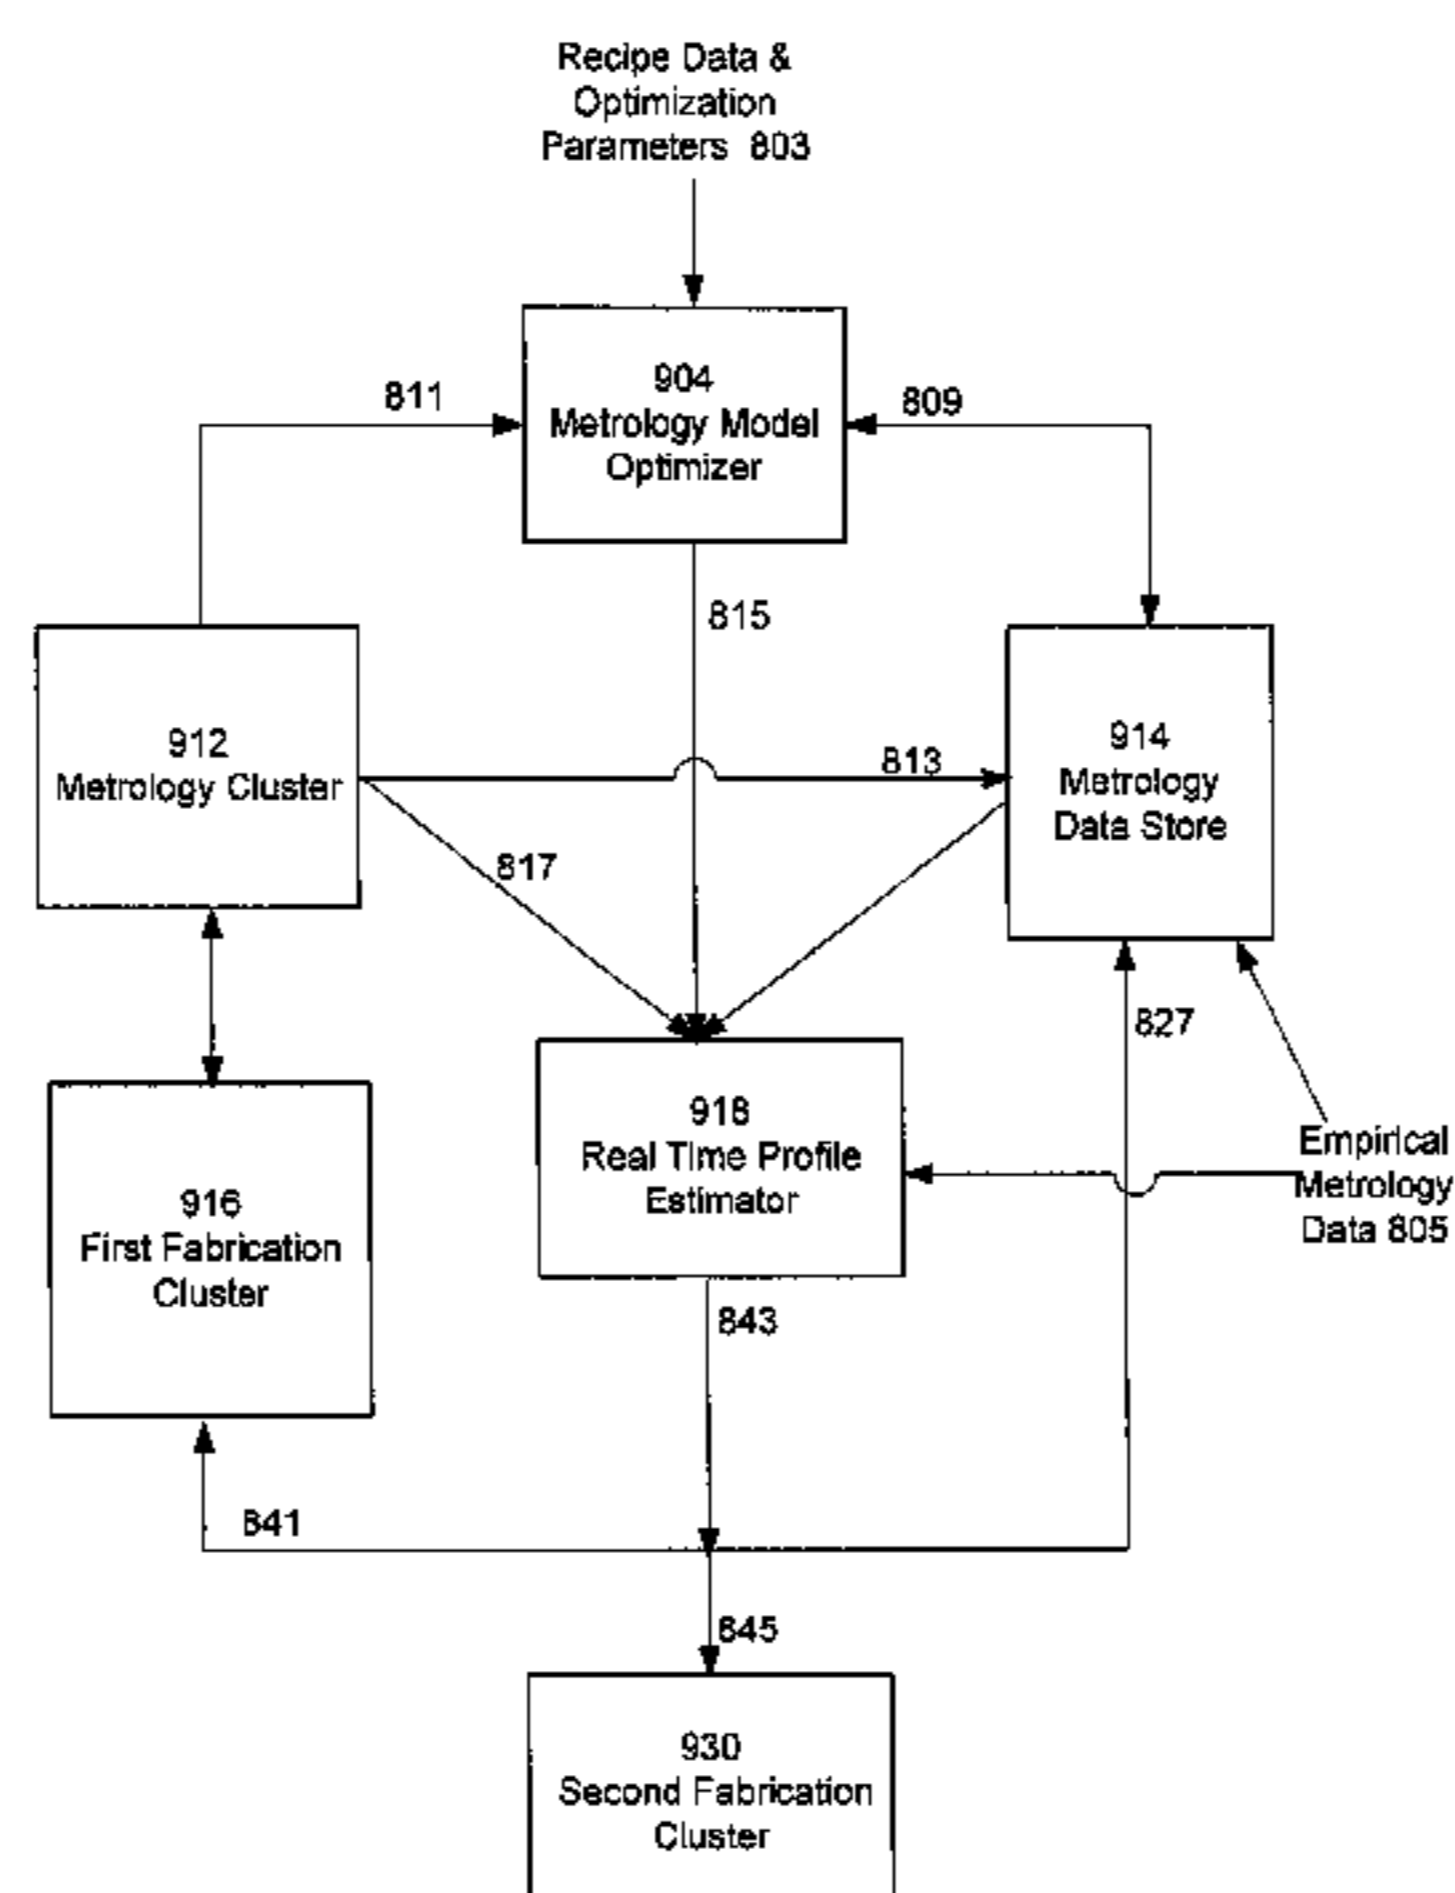 Recipe Data &
Optimization
Parameters 803
811
904
Metrology Model
Optimizer
809
815
912
Metrology Cluster
813
914
Metrology
Data Store
817
827
918
Real Time Profile
Estimator
Empirical
Metrology
Data 805
916
First Fabrication
Cluster
843
841
845
930
Second Fabrication
Cluster